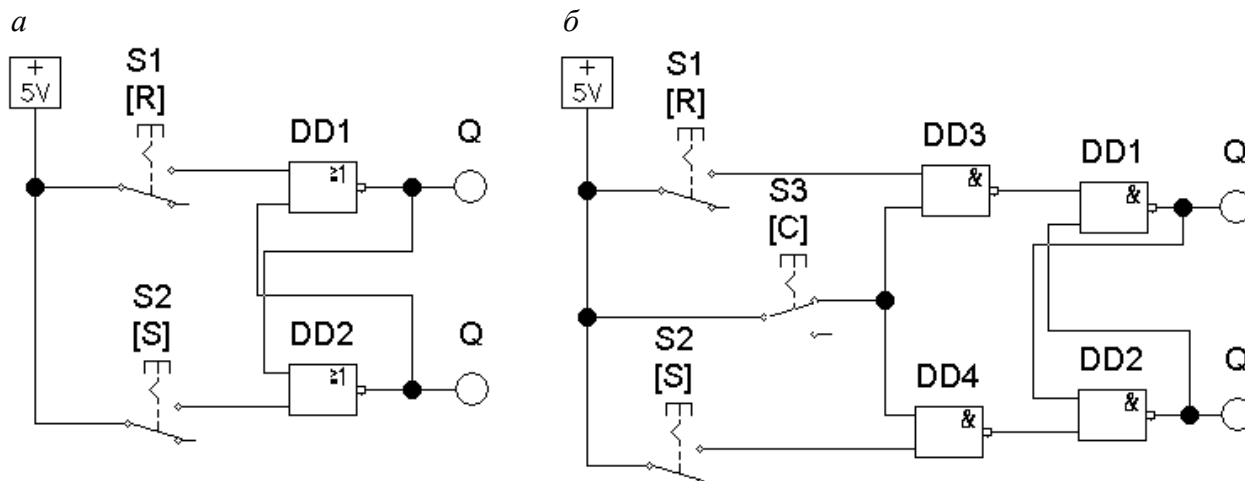 а
+
5V
S1
[R]
DD1
Q
≥1
S2
[S]
DD2
Q
≥1
б
+
5V
S1
[R]
DD3
&
DD1
&
Q
S3
[C]
S2
[S]
DD4
&
DD2
&
Q